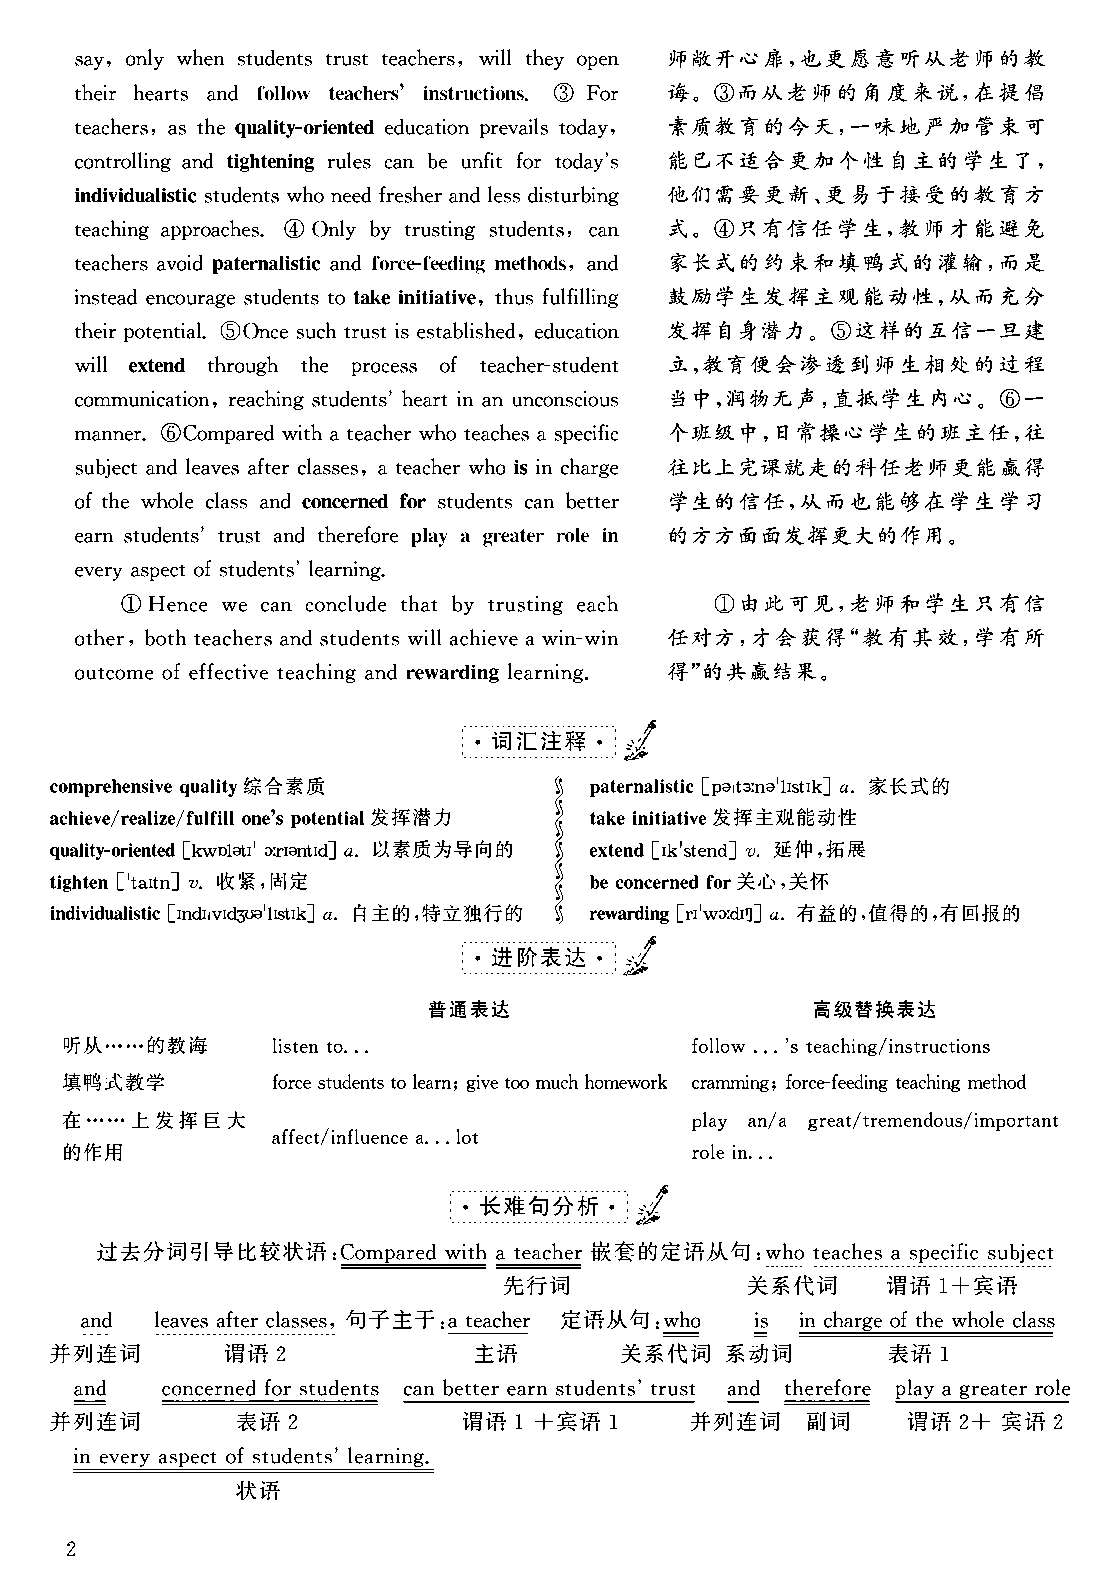 say, only when students trust teachers, will they open
their hearts and follow teachers' instructions. ③ For
teachers, as the quality-oriented education prevails today,
controlling and tightening rules can be unfit for today's
individualistic students who need fresher and less disturbing
teaching approaches. ④ Only by trusting students, can
teachers avoid paternalistic and force-feeding methods, and
instead encourage students to take initiative, thus fulfilling
their potential. ⑤Once such trust is established, education
will extend through the process of teacher-student
communication, reaching students' heart in an unconscious
manner. ⑥Compared with a teacher who teaches a specific
subject and leaves after classes, a teacher who is in charge
of the whole class and concerned for students can better
earn students' trust and therefore play a greater role in
every aspect of students' learning.
① Hence we can conclude that by trusting each
other, both teachers and students will achieve a win-win
outcome of effective teaching and rewarding learning.
师敞开心扉,也更愿意听从老师的教
诲。③而从老师的角度来说,在提倡
素质教育的今天,一味地严加管束可
能已不适合更加个性自主的学生了,
他们需要更新、更易于接受的教育方
式。④只有信任学生,教师才能避免
家长式的约束和填鸭式的灌输,而是
鼓励学生发挥主观能动性,从而充分
发挥自身潜力。⑤这样的互信一旦建
立,教育便会渗透到师生相处的过程
当中,润物无声,直抵学生内心。⑥一
个班级中,日常操心学生的班主任,往
往比上完课就走的科任老师更能赢得
学生的信任,从而也能够在学生学习
的方方面面发挥更大的作用。
①由此可见,老师和学生只有信
任对方,才会获得“教有其效,学有所
得”的共赢结果。
·词汇注释·
comprehensive quality 综合素质
achieve/realize/fulfill one's potential 发挥潜力
quality-oriented [kwɒlətɪˈ ɔːrɪəntɪd] a. 以素质为导向的
tighten [ˈtaɪtn] v. 收紧,固定
individualistic [ɪndɪˌvɪdʒʊəˈlɪstɪk] a. 自主的,特立独行的
paternalistic [pəˌtɜːnəˈlɪstɪk] a. 家长式的
take initiative 发挥主观能动性
extend [ɪkˈstend] v. 延伸,拓展
be concerned for 关心,关怀
rewarding [rɪˈwɔːdɪŋ] a. 有益的,值得的,有回报的
·进阶表达·
普通表达 高级替换表达
听从……的教诲 listen to... follow ...'s teaching/instructions
填鸭式教学 force students to learn; give too much homework cramming; force-feeding teaching method
在……上发挥巨大
的作用
affect/influence a...lot
play an/a great/tremendous/important
role in...
·长难句分析·
过去分词引导比较状语:Compared with a teacher 嵌套的定语从句:who teaches a specific subject
先行词 关系代词 谓语 1+宾语
and leaves after classes, 句子主干:a teacher 定语从句:who is in charge of the whole class
并列连词 谓语 2 主语 关系代词 系动词 表语 1
and concerned for students can better earn students' trust and therefore play a greater role
并列连词 表语 2 谓语 1 +宾语 1 并列连词 副词 谓语 2+ 宾语 2
in every aspect of students' learning.
状语
2